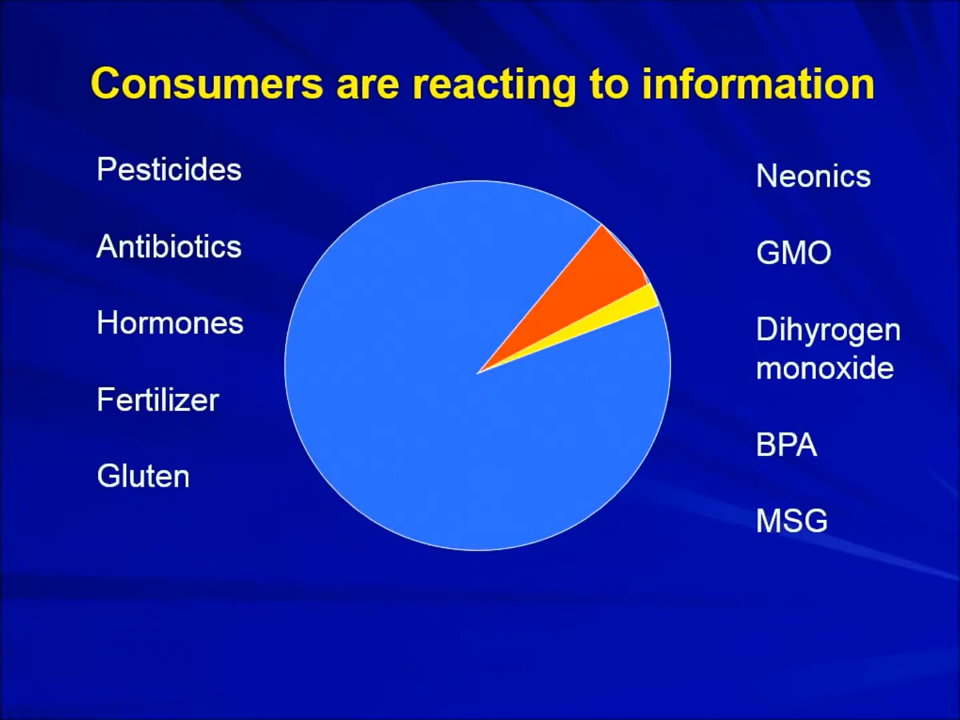 Consumers are reacting to information
Pesticides
Antibiotics
Hormones
Fertilizer
Gluten
Neonics
GMO
Dihyrogen
monoxide
BPA
MSG